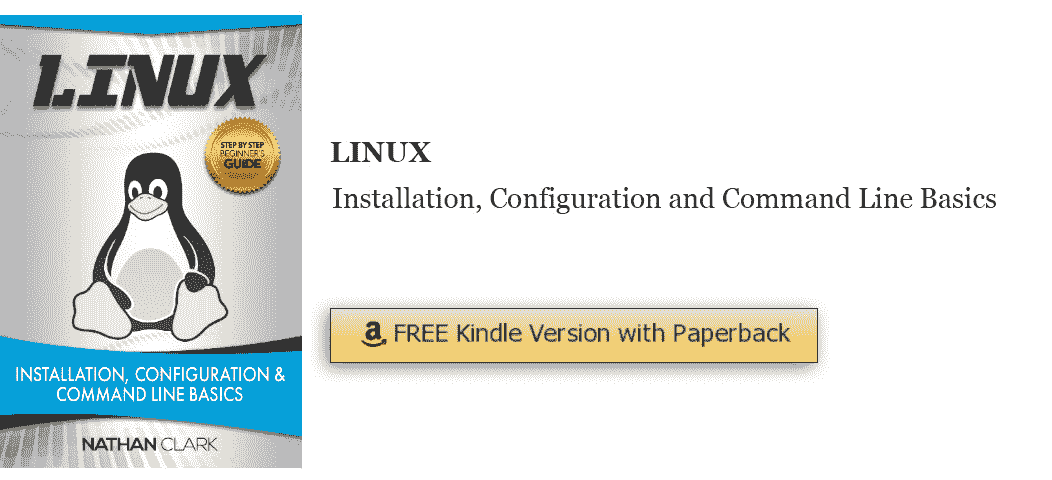 LINUX
STEP BY STEP
BEGINNER'S
GUIDE
INSTALLATION, CONFIGURATION &
COMMAND LINE BASICS
NATHAN CLARK
LINUX
Installation, Configuration and Command Line Basics
a FREE Kindle Version with Paperback